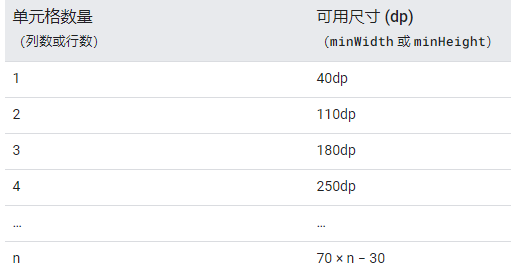 单元格数量 可用尺寸 (dp)
（列数或行数） （minWidth 或 minHeight）
1 40dp
2 110dp
3 180dp
4 250dp
… …
n 70 × n − 30